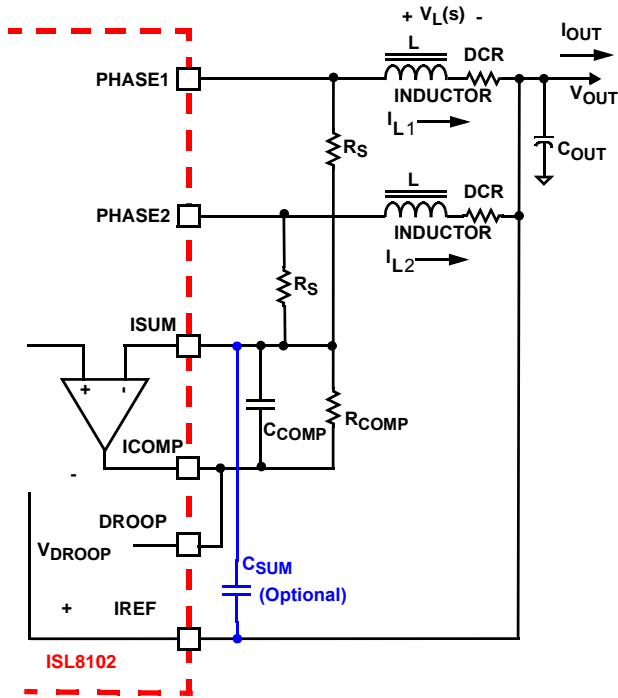 + VL(s) -
IOUT
L
DCR
PHASE1
INDUCTOR
VOUT
IL1
COUT
RS
L
DCR
PHASE2
INDUCTOR
IL2
RS
ISUM
+ -
CCOMP
RCOMP
ICOMP
-
DROOP
VDROOP
CSUM
(Optional)
+
IREF
ISL8102